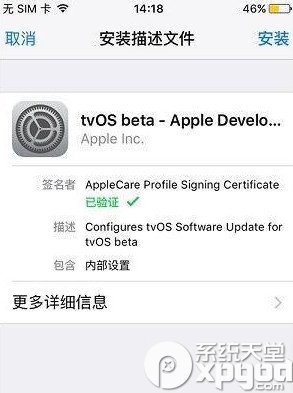 无 SIM 卡 14:18 46%
取消 安装描述文件 安装
tvOS beta - Apple Develo...
Apple Inc.
签名者 AppleCare Profile Signing Certificate
已验证 ✓
描述 Configures tvOS Software Update for
tvOS beta
包含 内部设置
更多详细信息
系统天堂